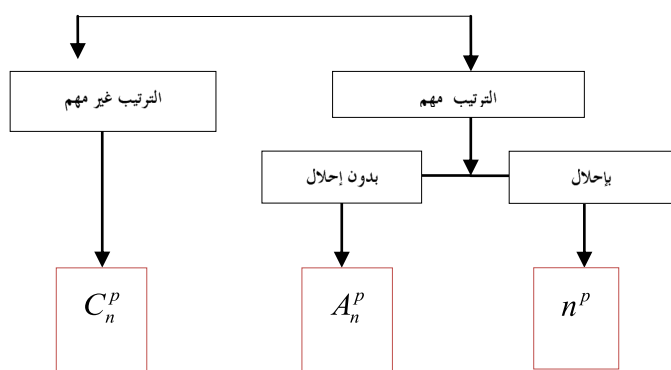 الترتيب مهم
الترتيب غير مهم
بإحلال
بدون إحلال
n^p
A_n^p
C_n^p